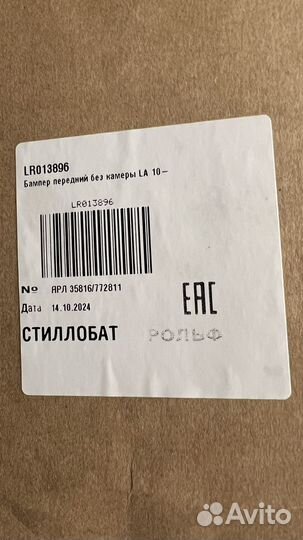 LR013896
Бампер передний без камеры LA 10–
LR013896
№ ЯРЛ 35816/772811
Дата 14.10.2024
EAC
СТИЛЛОБАТ РОЛЬФ
Avito